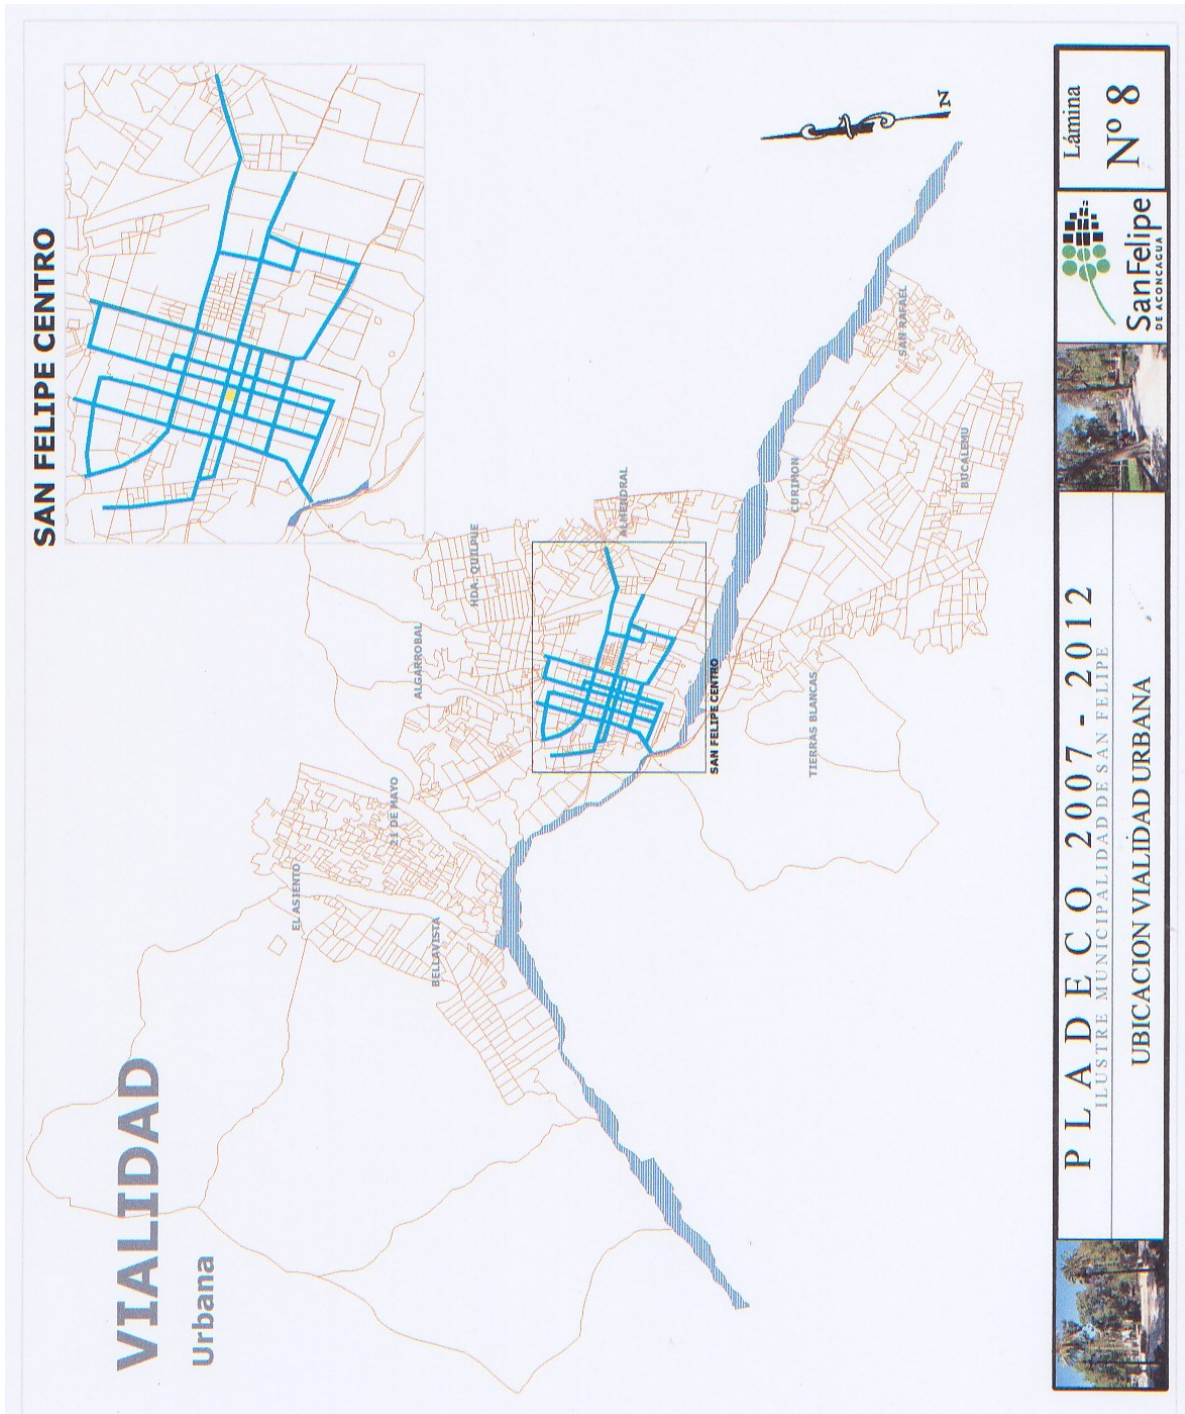 VIALIDAD
Urbana
SAN FELIPE CENTRO
N
EL ASIENTO
21 DE MAYO
BELLAVISTA
ALGARROBAL
HDA. QUILPUE
ALMENDRAL
SAN FELIPE CENTRO
TIERRAS BLANCAS
CURIMON
SAN RAFAEL
BUCALEMU
PLADECO 2007 - 2012
ILUSTRE MUNICIPALIDAD DE SAN FELIPE
UBICACION VIALIDAD URBANA
SanFelipe
DE ACONCAGUA
Lámina
Nº 8